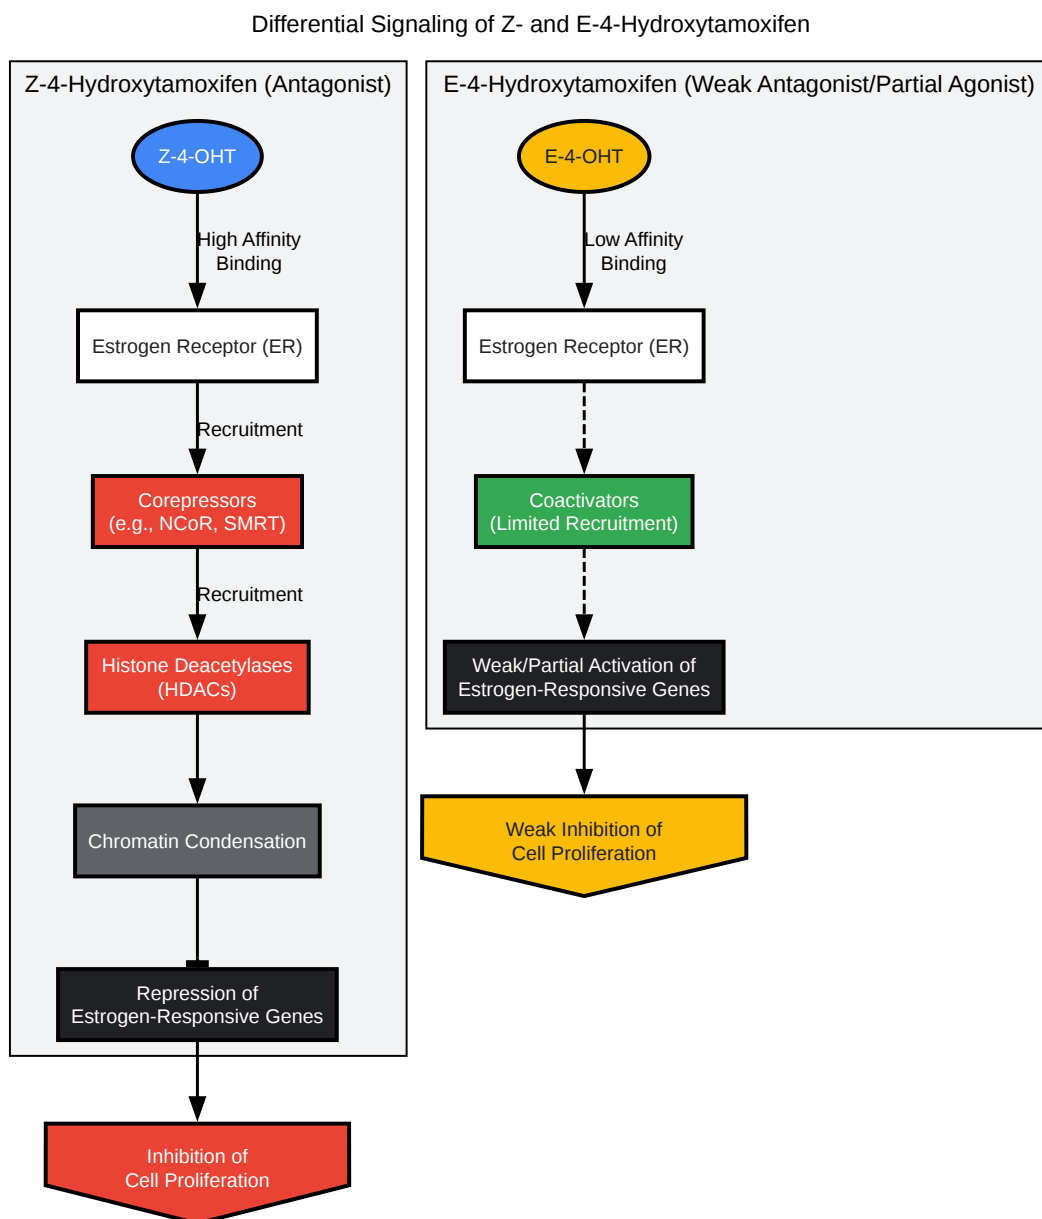 Differential Signaling of Z- and E-4-Hydroxytamoxifen
Z-4-Hydroxytamoxifen (Antagonist)
Z-4-OHT
High Affinity
Binding
Estrogen Receptor (ER)
Recruitment
Corepressors
(e.g., NCoR, SMRT)
Recruitment
Histone Deacetylases
(HDACs)
Chromatin Condensation
Repression of
Estrogen-Responsive Genes
Inhibition of
Cell Proliferation
E-4-Hydroxytamoxifen (Weak Antagonist/Partial Agonist)
E-4-OHT
Low Affinity
Binding
Estrogen Receptor (ER)
Coactivators
(Limited Recruitment)
Weak/Partial Activation of
Estrogen-Responsive Genes
Weak Inhibition of
Cell Proliferation